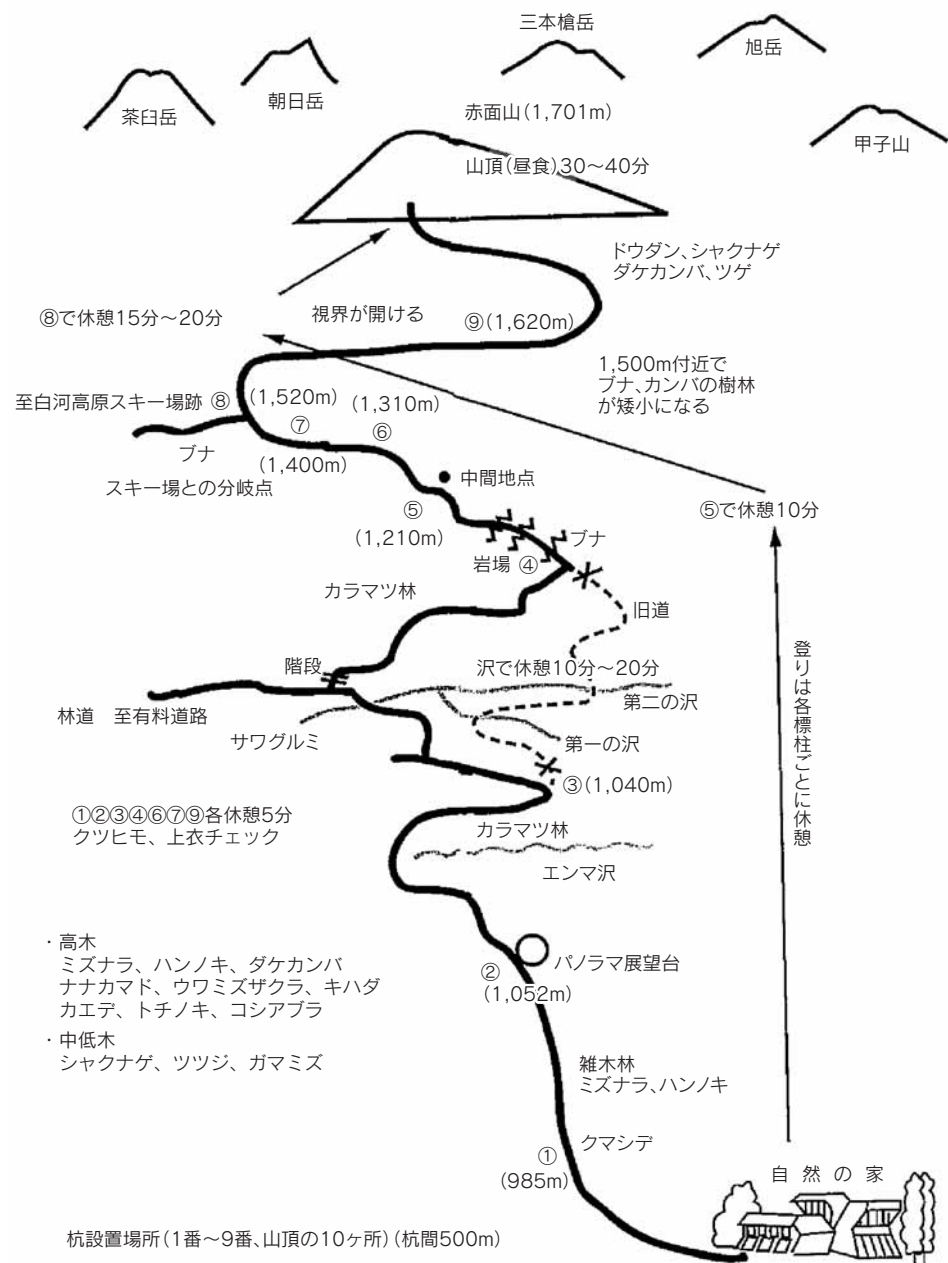 三本槍岳
旭岳
朝日岳
茶臼岳
赤面山(1,701m)
甲子山
山頂(昼食)30~40分
ドウダン、シャクナゲ
ダケカンバ、ツゲ
⑧で休憩15分~20分
視界が開ける
⑨(1,620m)
1,500m付近で
ブナ、カンバの樹林
が矮小になる
至白河高原スキー場跡 ⑧
(1,520m)
(1,310m)
⑦
⑥
ブナ
(1,400m)
スキー場との分岐点
中間地点
⑤で休憩10分
⑤
(1,210m)
ブナ
岩場 ④
カラマツ林
旧道
登りは各標柱ごとに休憩
階段
沢で休憩10分~20分
第二の沢
林道 至有料道路
サワグルミ
第一の沢
③(1,040m)
①②③④⑥⑦⑨各休憩5分
クツヒモ、上衣チェック
カラマツ林
エンマ沢
・高木
ミズナラ、ハンノキ、ダケカンバ
ナナカマド、ウワミズザクラ、キハダ
カエデ、トチノキ、コシアブラ
・中低木
シャクナゲ、ツツジ、ガマミズ
パノラマ展望台
②
(1,052m)
雑木林
ミズナラ、ハンノキ
クマシデ
①
(985m)
自然の家
杭設置場所(1番~9番、山頂の10ヶ所)(杭間500m)